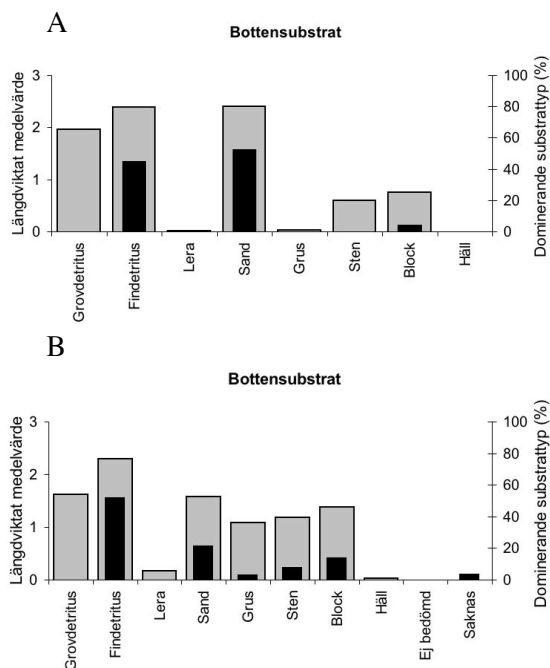 A
Bottensubstrat
Längdviktat medelvärde
3
2
1
0
100
80
60
40
20
0
Dominerande substrattyp (%)
Grovdetritus
Findetritus
Lera
Sand
Grus
Sten
Block
Häll
B
Bottensubstrat
Längdviktat medelvärde
3
2
1
0
100
80
60
40
20
0
Dominerande substrattyp (%)
Grovdetritus
Findetritus
Lera
Sand
Grus
Sten
Block
Häll
Ej bedömd
Saknas